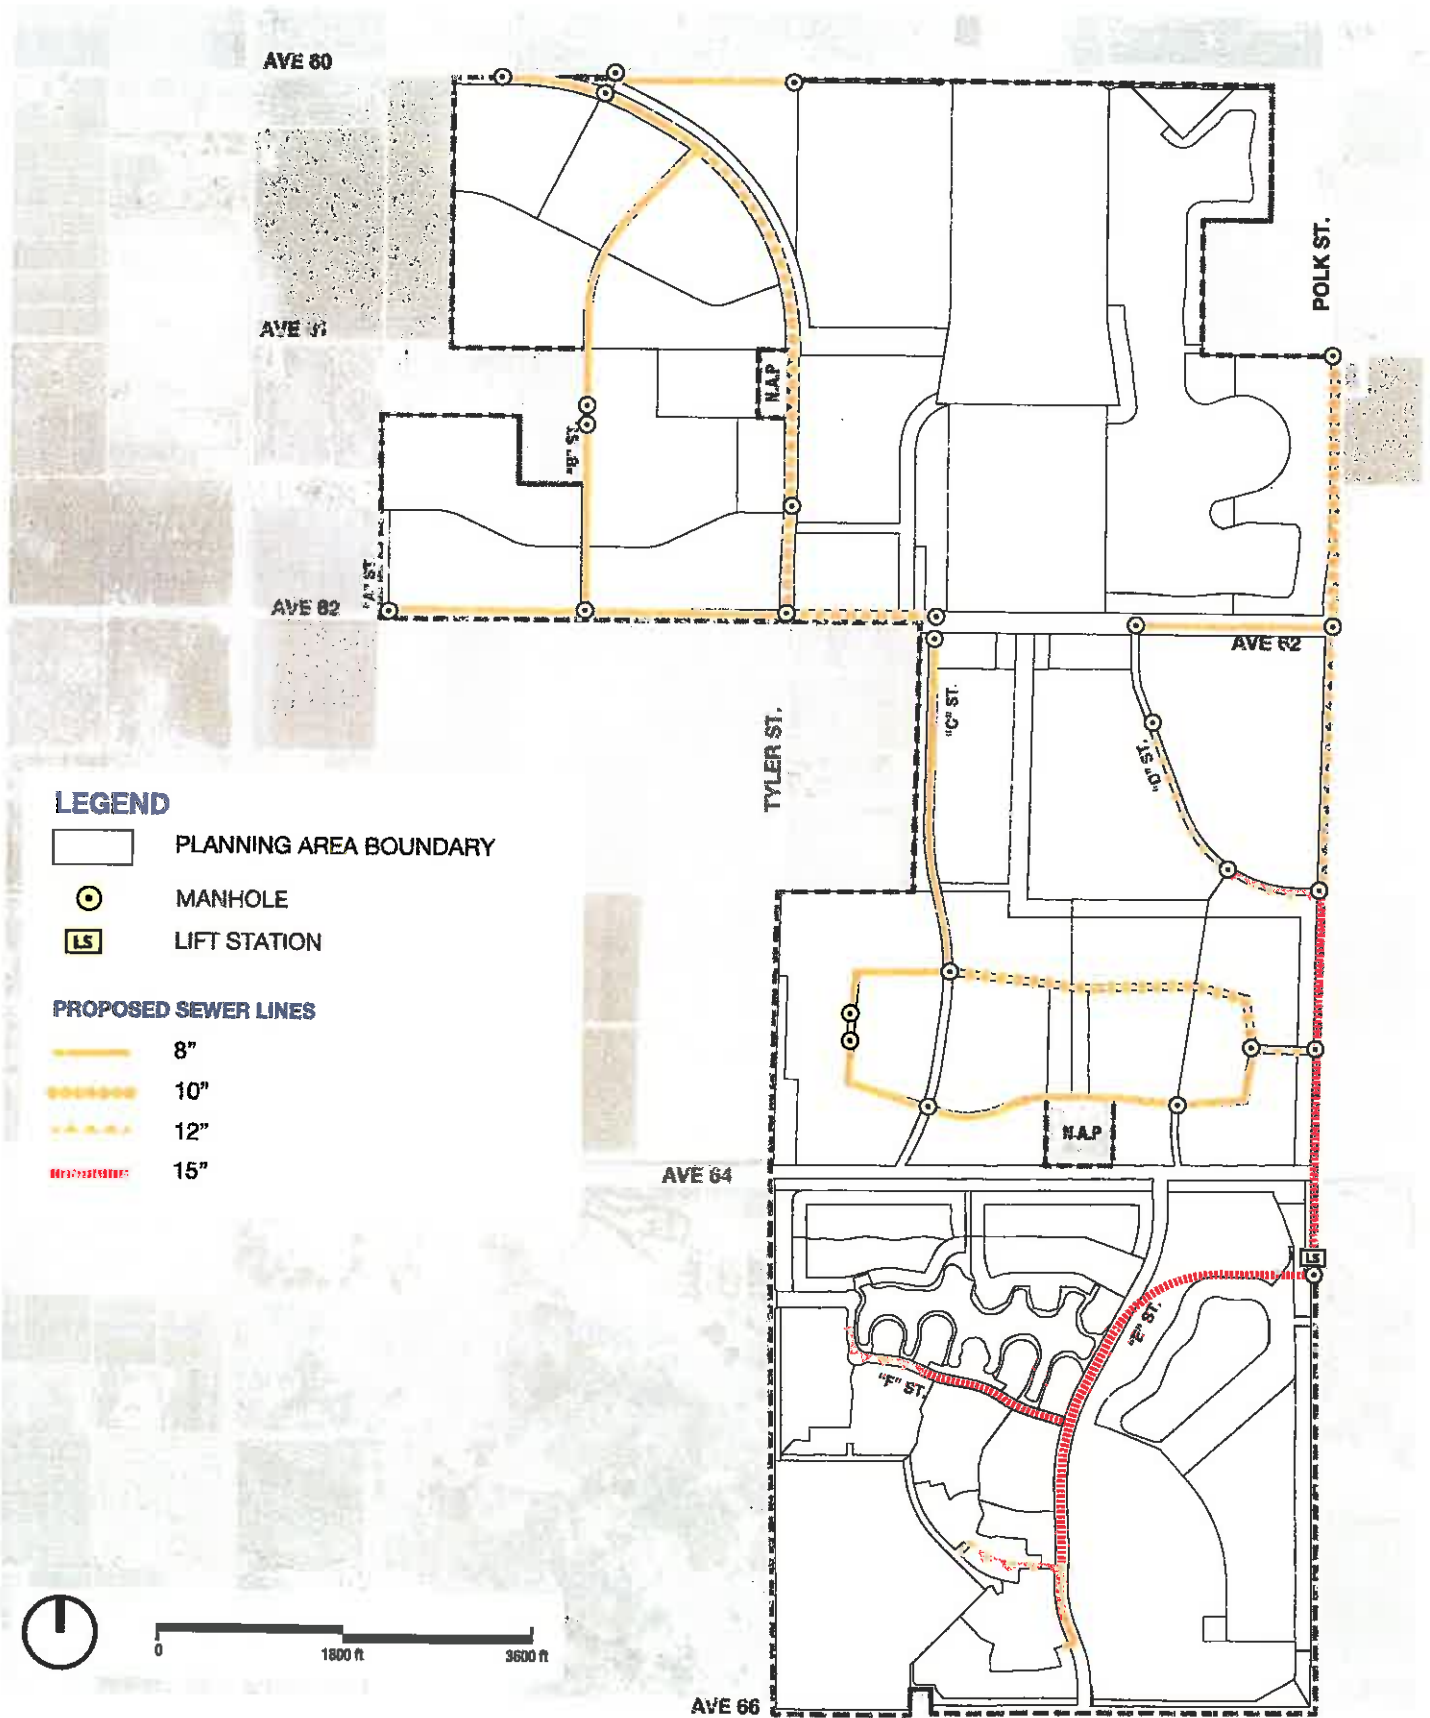 AVE 60
POLK ST.
AVE 61
N.A.P
"B" ST.
"A" ST.
AVE 62
AVE 62
"C" ST.
"D" ST.
TYLER ST.
LEGEND
PLANNING AREA BOUNDARY
MANHOLE
LS
LIFT STATION
PROPOSED SEWER LINES
8"
10"
12"
15"
N.A.P
AVE 64
LS
"E" ST.
"F" ST.
0
1800 ft
3600 ft
AVE 66